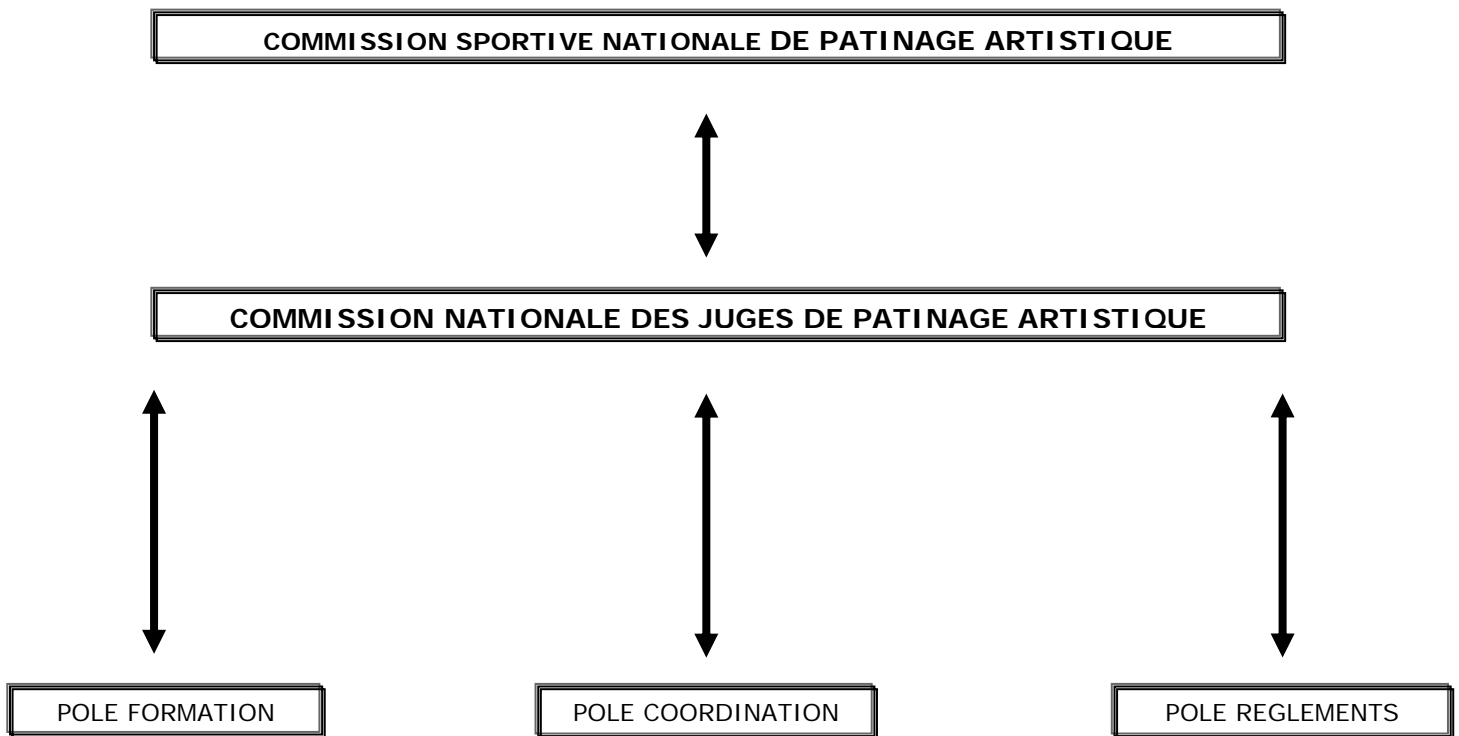 COMMISSION SPORTIVE NATIONALE DE PATINAGE ARTISTIQUE
COMMISSION NATIONALE DES JUGES DE PATINAGE ARTISTIQUE
POLE FORMATION
POLE COORDINATION
POLE REGLEMENTS